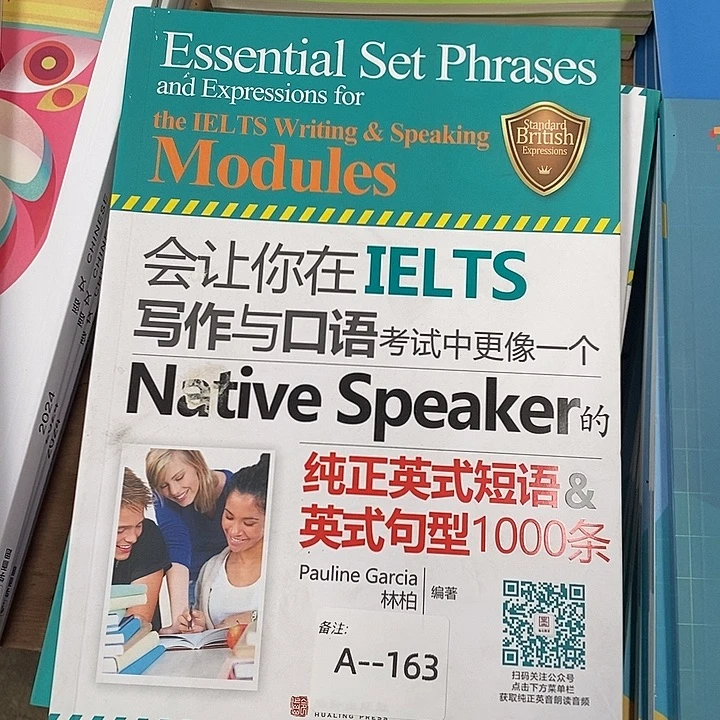 Essential Set Phrases
and Expressions for
the IELTS Writing & Speaking
Modules
Standard
British
Expressions
会让你在IELTS
写作与口语考试中更像一个
Native Speaker的
纯正英式短语&
英式句型1000条
Pauline Garcia
林柏
编著
备注:
A--163
扫码关注公众号
点击下方菜单栏
获取纯正英音朗读音频
HUALING PRESS
CHINESE
2024